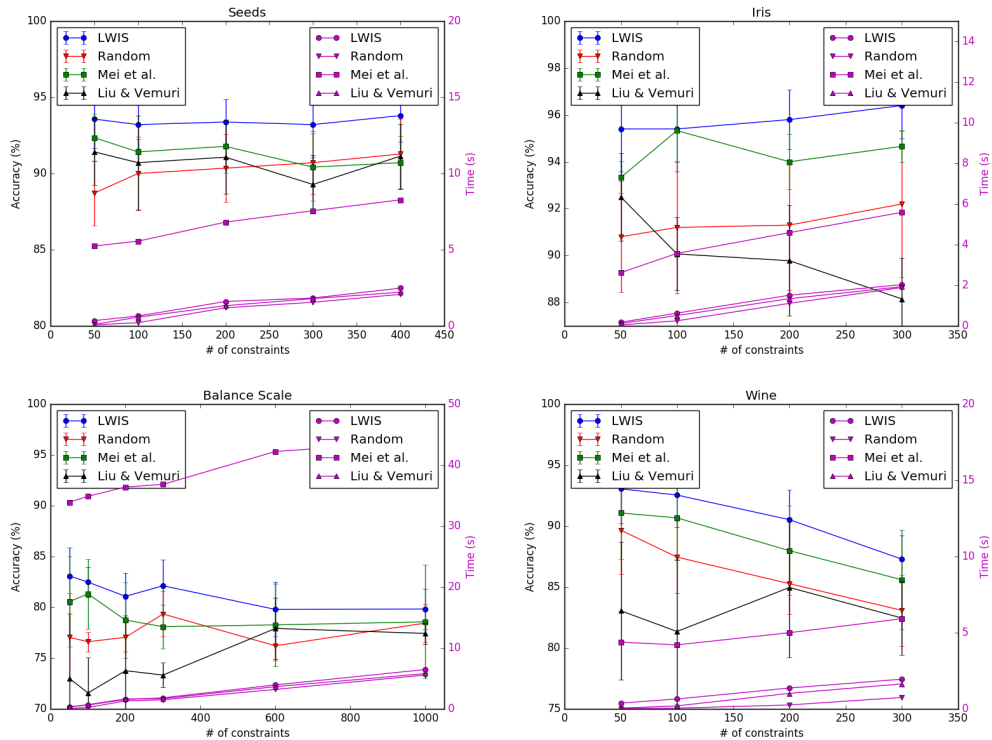 Seeds
100
95
90
85
80
Accuracy (%)
LWIS
Random
Mei et al.
Liu & Vemuri
LWIS
Random
Mei et al.
Liu & Vemuri
20
15
10
5
0
Time (s)
0 50 100 150 200 250 300 350 400 450
# of constraints
Iris
100
98
96
94
92
90
88
Accuracy (%)
LWIS
Random
Mei et al.
Liu & Vemuri
LWIS
Random
Mei et al.
Liu & Vemuri
14
12
10
8
6
4
2
0
Time (s)
0 50 100 150 200 250 300 350
# of constraints
Balance Scale
100
95
90
85
80
75
70
Accuracy (%)
LWIS
Random
Mei et al.
Liu & Vemuri
LWIS
Random
Mei et al.
Liu & Vemuri
50
40
30
20
10
0
Time (s)
0 200 400 600 800 1000
# of constraints
Wine
100
95
90
85
80
75
Accuracy (%)
LWIS
Random
Mei et al.
Liu & Vemuri
LWIS
Random
Mei et al.
Liu & Vemuri
20
15
10
5
0
Time (s)
0 50 100 150 200 250 300 350
# of constraints